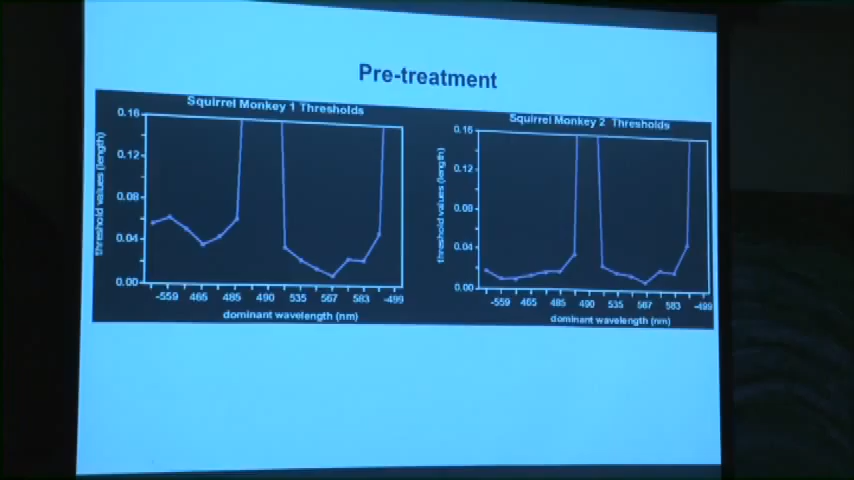 Pre-treatment
Squirrel Monkey 1 Thresholds
0.16
0.12
0.08
0.04
0.00
threshold values (length)
-559 465 485 490 535 567 583 -499
dominant wavelength (nm)
Squirrel Monkey 2 Thresholds
0.16
0.12
0.08
0.04
0.00
threshold values (length)
-559 465 485 490 535 567 583 -499
dominant wavelength (nm)